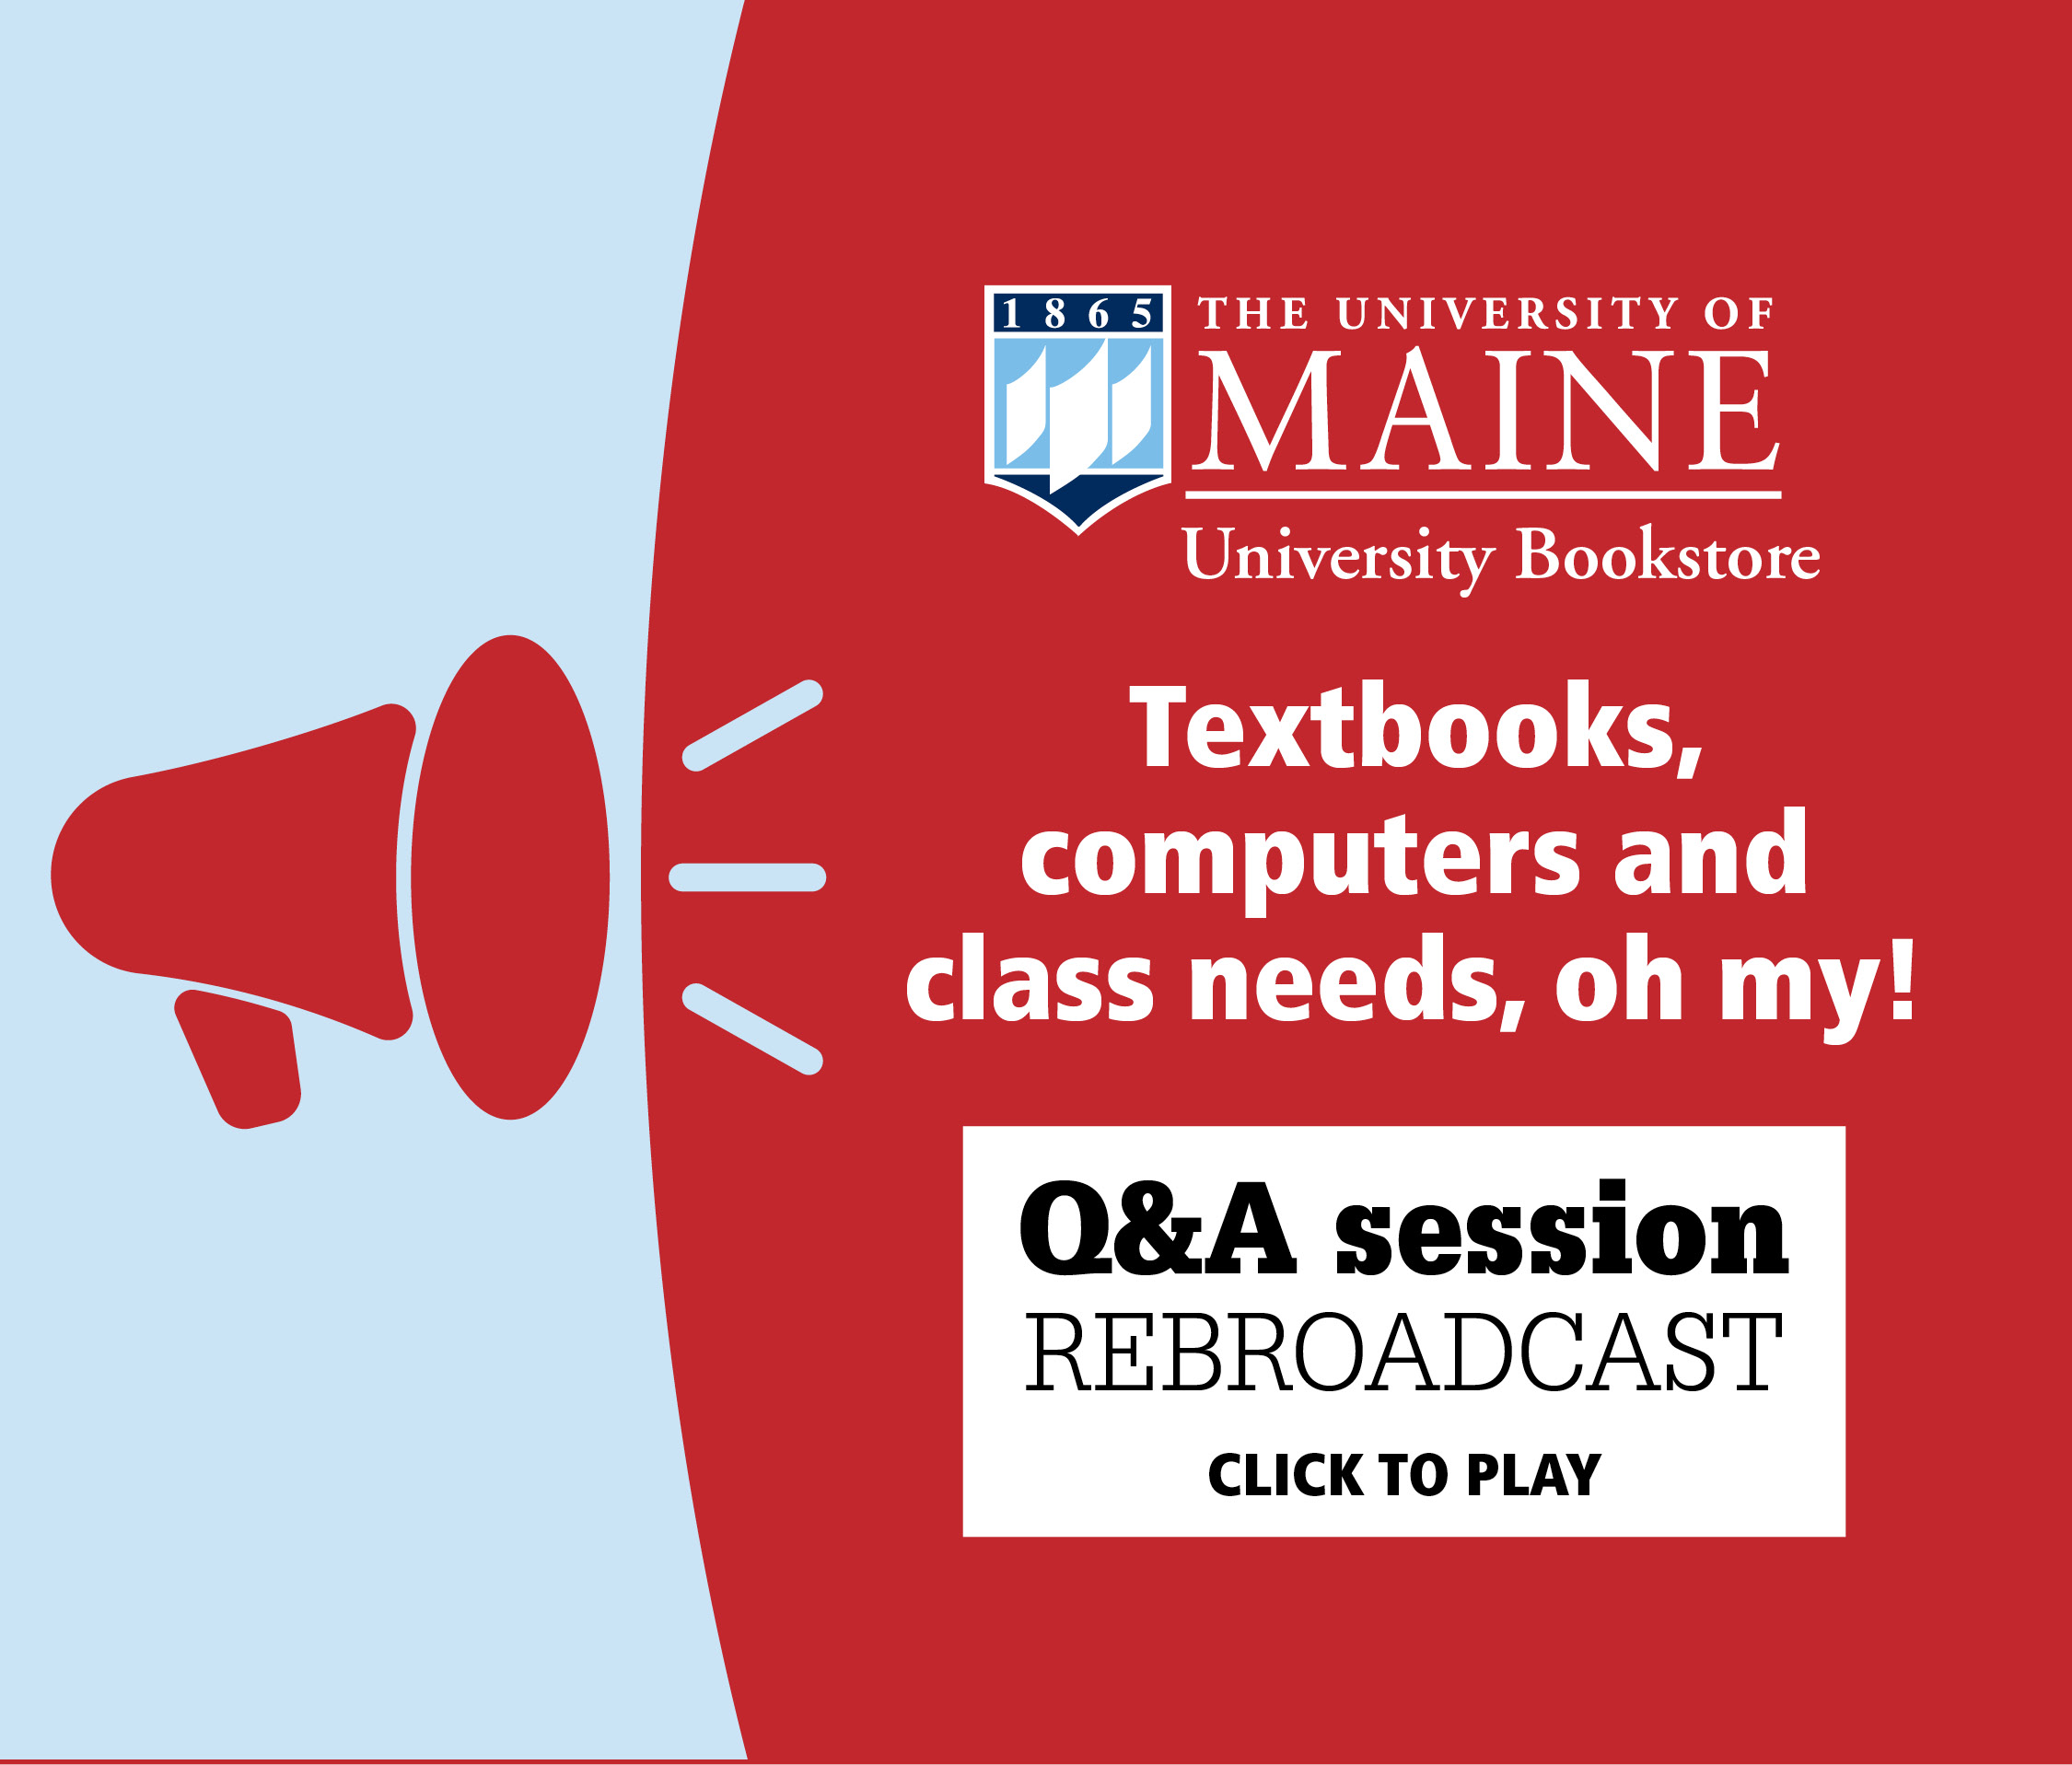 1865
THE UNIVERSITY OF
MAINE
University Bookstore
Textbooks,
computers and
class needs, oh my!
Q&A session
REBROADCAST
CLICK TO PLAY